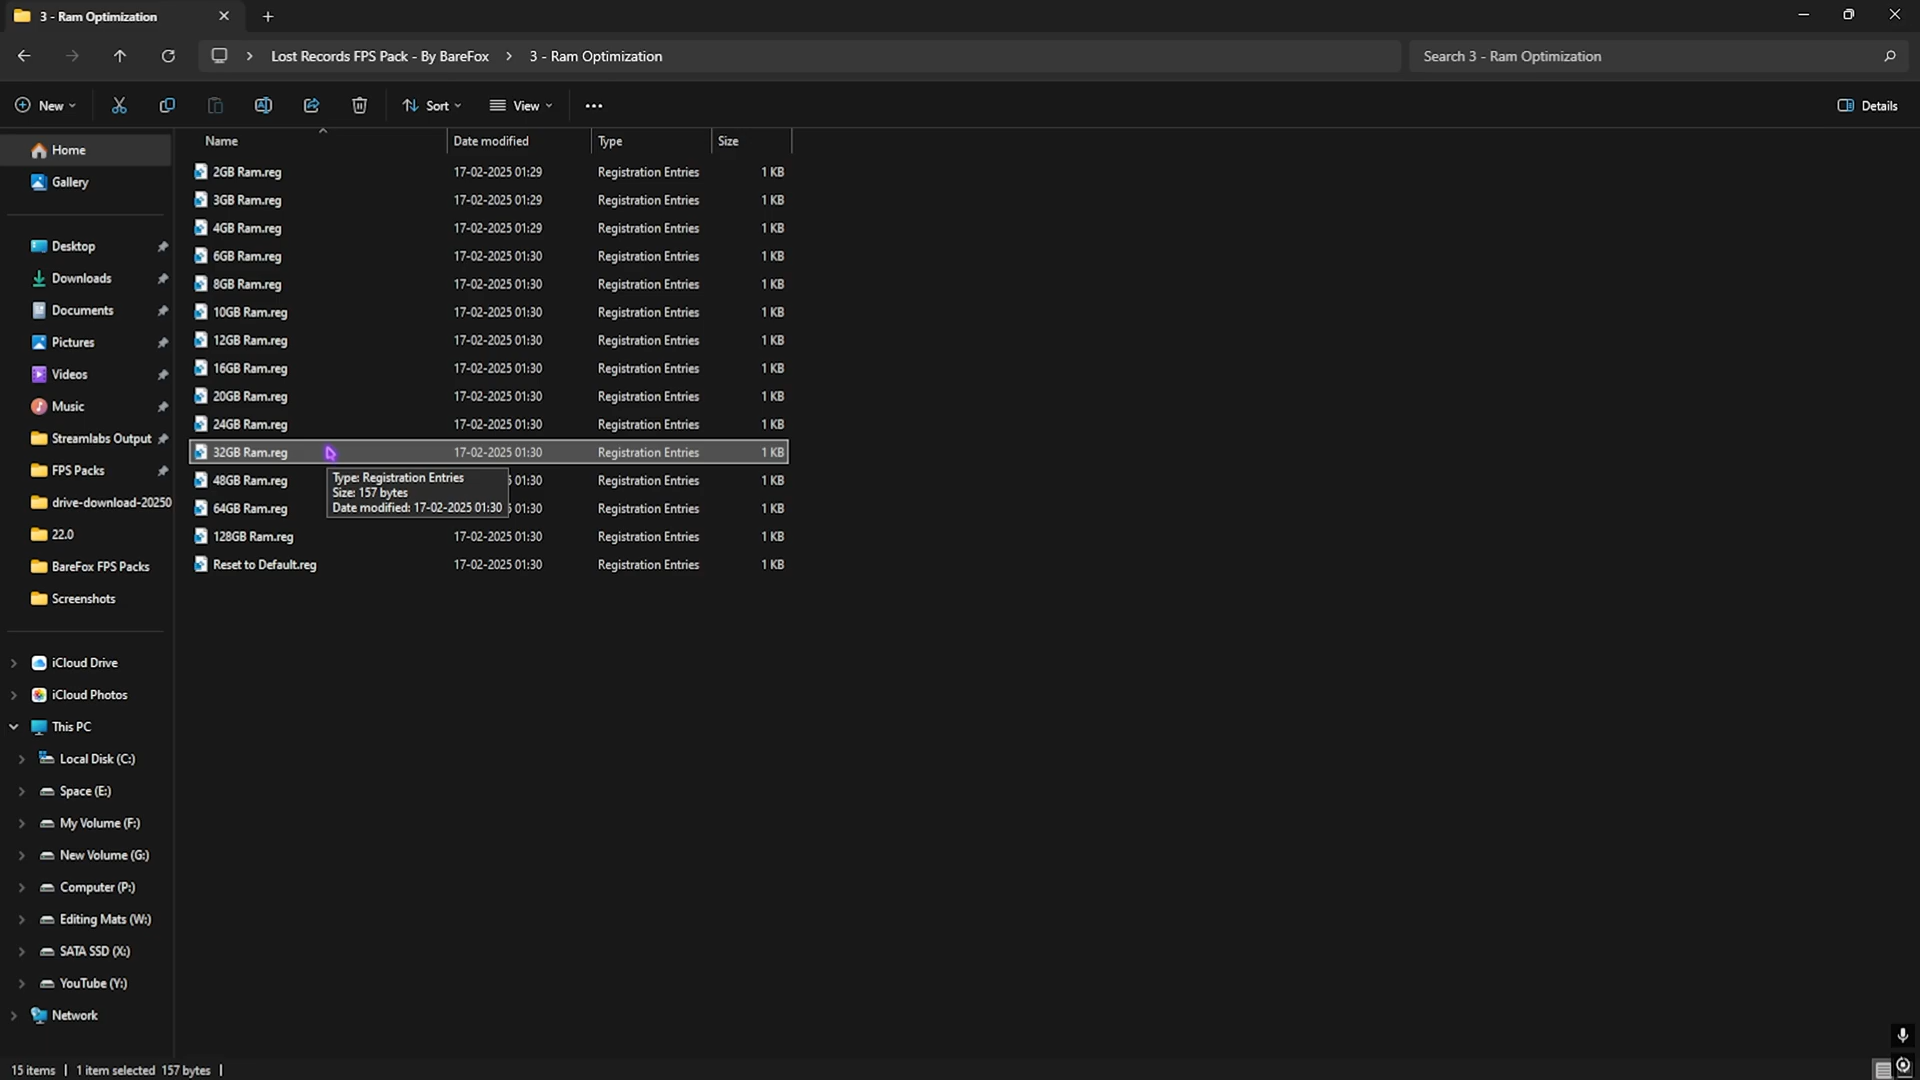 3 - Ram Optimization
Lost Records FPS Pack - By BareFox 3 - Ram Optimization
Search 3 - Ram Optimization
New Sort View Details
Name Date modified Type Size
Home
Gallery
Desktop
Downloads
Documents
Pictures
Videos
Music
Streamlabs Output
FPS Packs
drive-download-20250
22.0
BareFox FPS Packs
Screenshots
iCloud Drive
iCloud Photos
This PC
Local Disk (C:)
Space (E:)
My Volume (F:)
New Volume (G:)
Computer (P:)
Editing Mats (W:)
SATA SSD (X:)
YouTube (Y:)
Network
2GB Ram.reg 17-02-2025 01:29 Registration Entries 1 KB
3GB Ram.reg 17-02-2025 01:29 Registration Entries 1 KB
4GB Ram.reg 17-02-2025 01:29 Registration Entries 1 KB
6GB Ram.reg 17-02-2025 01:30 Registration Entries 1 KB
8GB Ram.reg 17-02-2025 01:30 Registration Entries 1 KB
10GB Ram.reg 17-02-2025 01:30 Registration Entries 1 KB
12GB Ram.reg 17-02-2025 01:30 Registration Entries 1 KB
16GB Ram.reg 17-02-2025 01:30 Registration Entries 1 KB
20GB Ram.reg 17-02-2025 01:30 Registration Entries 1 KB
24GB Ram.reg 17-02-2025 01:30 Registration Entries 1 KB
32GB Ram.reg 17-02-2025 01:30 Registration Entries 1 KB
48GB Ram.reg 01:30 Registration Entries 1 KB
64GB Ram.reg 01:30 Registration Entries 1 KB
128GB Ram.reg 17-02-2025 01:30 Registration Entries 1 KB
Reset to Default.reg 17-02-2025 01:30 Registration Entries 1 KB
Type: Registration Entries
Size: 157 bytes
Date modified: 17-02-2025 01:30
15 items 1 item selected 157 bytes